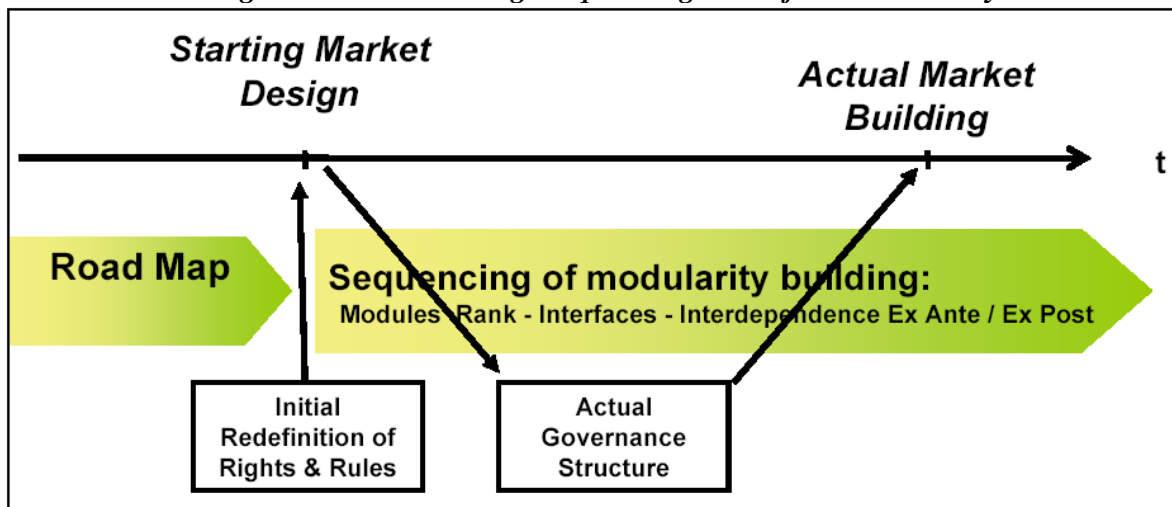 Starting Market
Design
Actual Market
Building
t
Road Map
Sequencing of modularity building:
Modules Rank - Interfaces - Interdependence Ex Ante / Ex Post
Initial
Redefinition of
Rights & Rules
Actual
Governance
Structure